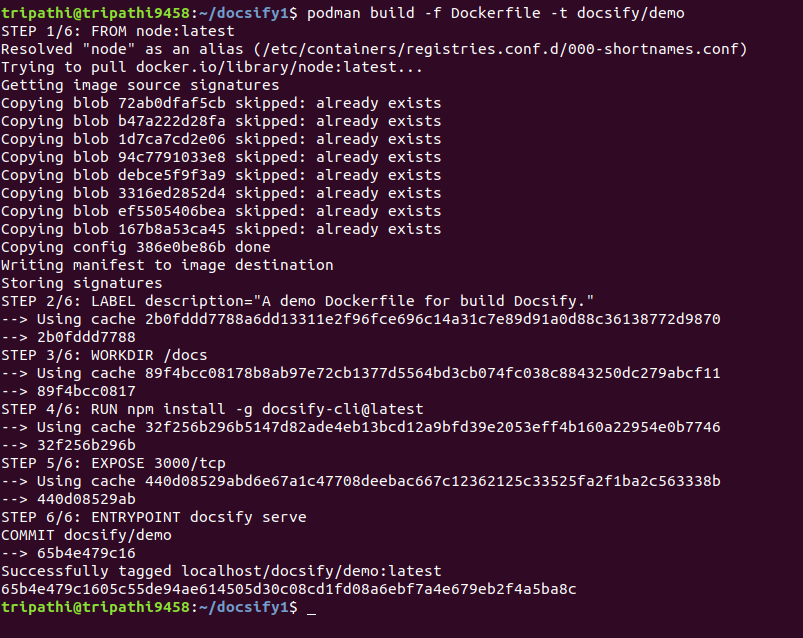 tripathi@tripathi9458:~/docsify1$ podman build -f Dockerfile -t docsify/demo
STEP 1/6: FROM node:latest
Resolved "node" as an alias (/etc/containers/registries.conf.d/000-shortnames.conf)
Trying to pull docker.io/library/node:latest...
Getting image source signatures
Copying blob 72ab0dfaf5cb skipped: already exists
Copying blob b47a222d28fa skipped: already exists
Copying blob 1d7ca7cd2e06 skipped: already exists
Copying blob 94c7791033e8 skipped: already exists
Copying blob debce5f9f3a9 skipped: already exists
Copying blob 3316ed2852d4 skipped: already exists
Copying blob ef5505406bea skipped: already exists
Copying blob 167b8a53ca45 skipped: already exists
Copying config 386e0be86b done
Writing manifest to image destination
Storing signatures
STEP 2/6: LABEL description="A demo Dockerfile for build Docsify."
--> Using cache 2b0fddd7788a6dd13311e2f96fce696c14a31c7e89d91a0d88c36138772d9870
--> 2b0fddd7788
STEP 3/6: WORKDIR /docs
--> Using cache 89f4bcc08178b8ab97e72cb1377d5564bd3cb074fc038c8843250dc279abcf11
--> 89f4bcc0817
STEP 4/6: RUN npm install -g docsify-cli@latest
--> Using cache 32f256b296b5147d82ade4eb13bcd12a9bfd39e2053eff4b160a22954e0b7746
--> 32f256b296b
STEP 5/6: EXPOSE 3000/tcp
--> Using cache 440d08529abd6e67a1c47708deebac667c12362125c33525fa2f1ba2c563338b
--> 440d08529ab
STEP 6/6: ENTRYPOINT docsify serve
COMMIT docsify/demo
--> 65b4e479c16
Successfully tagged localhost/docsify/demo:latest
65b4e479c1605c55de94ae614505d30c08cd1fd08a6ebf7a4e679eb2f4a5ba8c
tripathi@tripathi9458:~/docsify1$ _